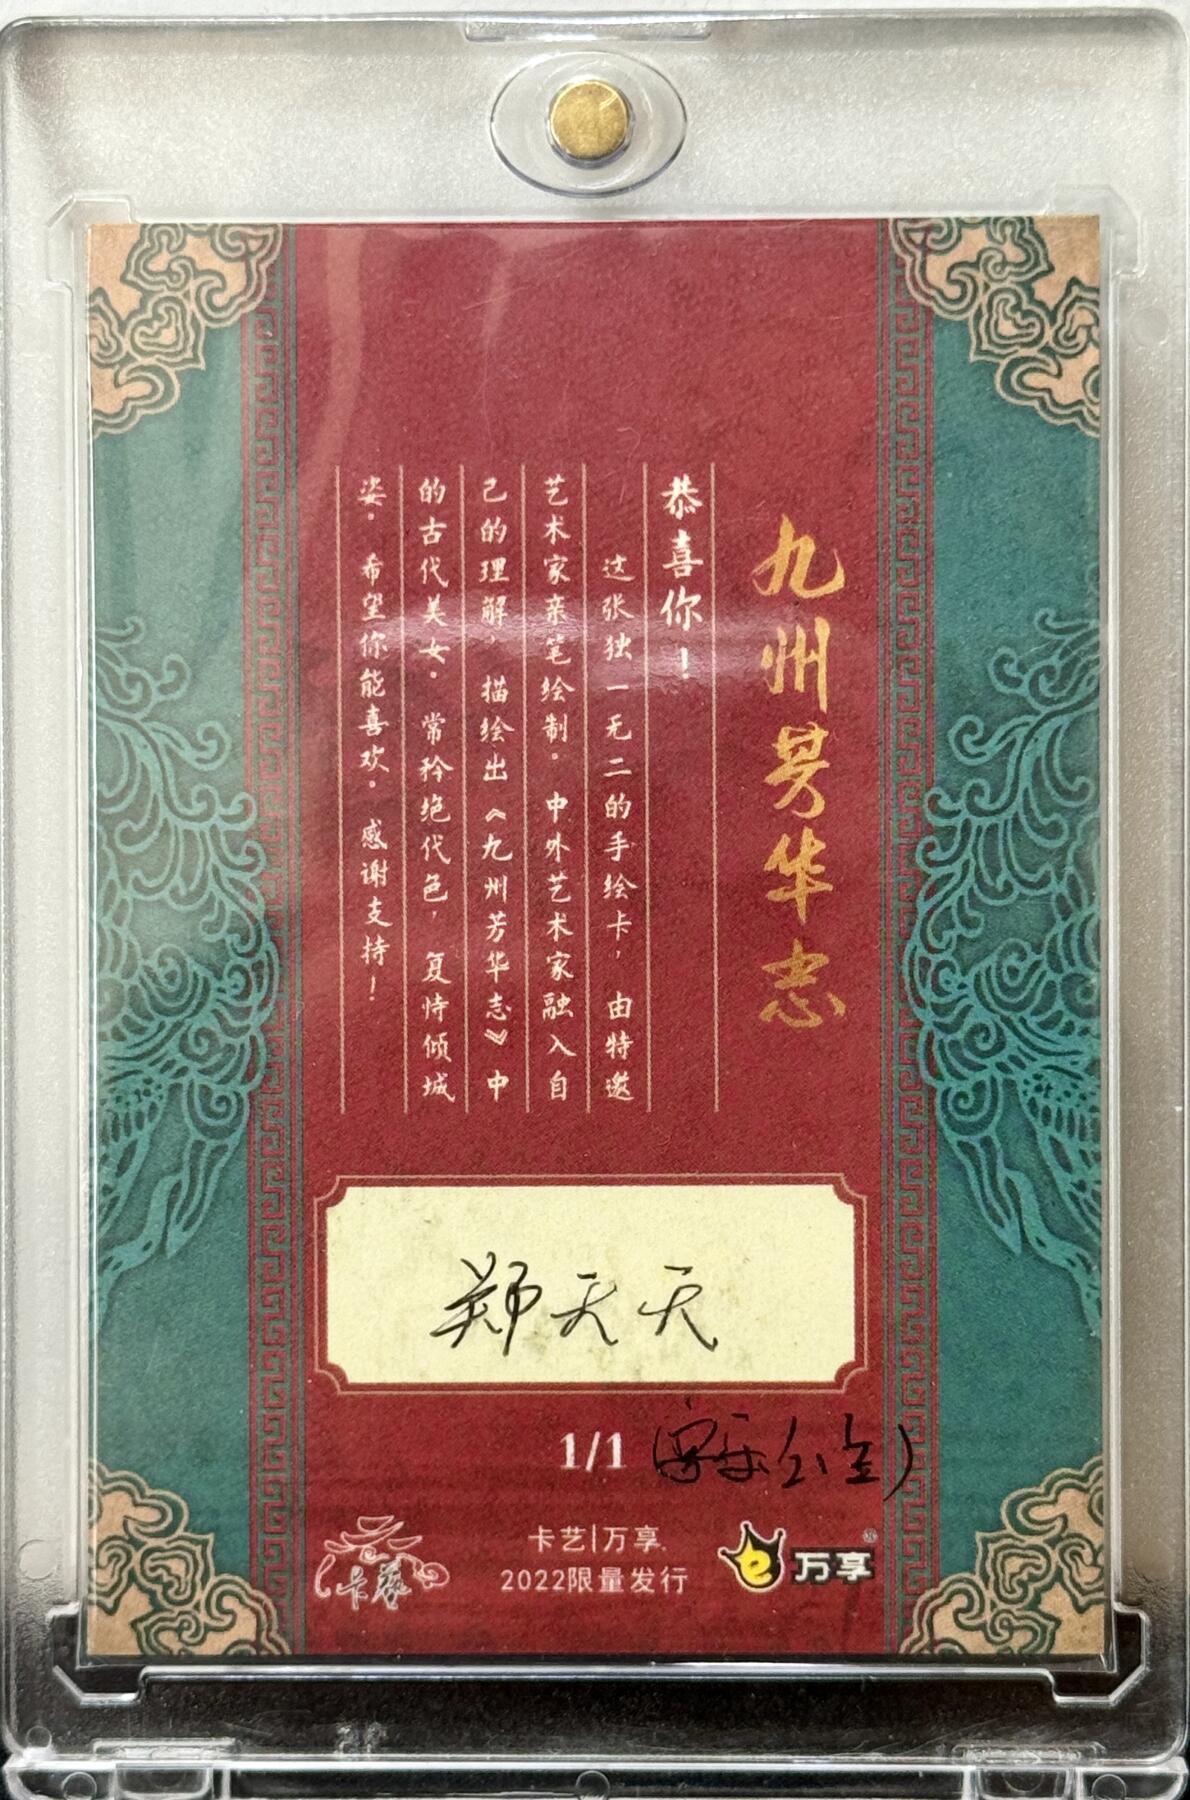 九州芳华志
恭喜你！
这张独一无二的手绘卡，由特邀
艺术家亲笔绘制。中外艺术家融入自
己的理解，描绘出《九州芳华志》中
的古代美女。常矜绝代色，复恃倾城
姿。希望你能喜欢。感谢支持！
郑天天
1/1
卡艺|万享
2022限量发行
卡艺
e万享®